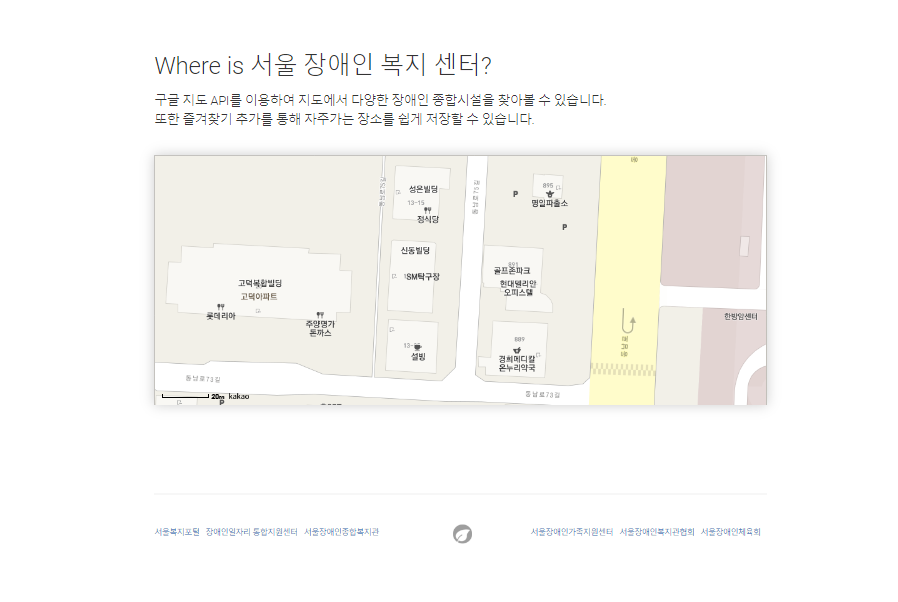 Where is 서울 장애인 복지 센터?
구글 지도 API를 이용하여 지도에서 다양한 장애인 종합시설을 찾아볼 수 있습니다.
또한 즐겨찾기 추가를 통해 자주가는 장소를 쉽게 저장할 수 있습니다.
성은빌딩
13-15
정식당
895
P
명일파출소
P
신동빌딩
1SM탁구장
891
골프존파크
현대델리안
오피스텔
고덕복합빌딩
고덕아파트
롯데리아
주양명가
돈까스
한방암센터
889
설빙
경희메디칼
온누리약국
동남로73길
동남로73길
20m kakao
P
서울복지포털 장애인일자리 통합지원센터 서울장애인종합복지관
서울장애인가족지원센터 서울장애인복지관협회 서울장애인체육회